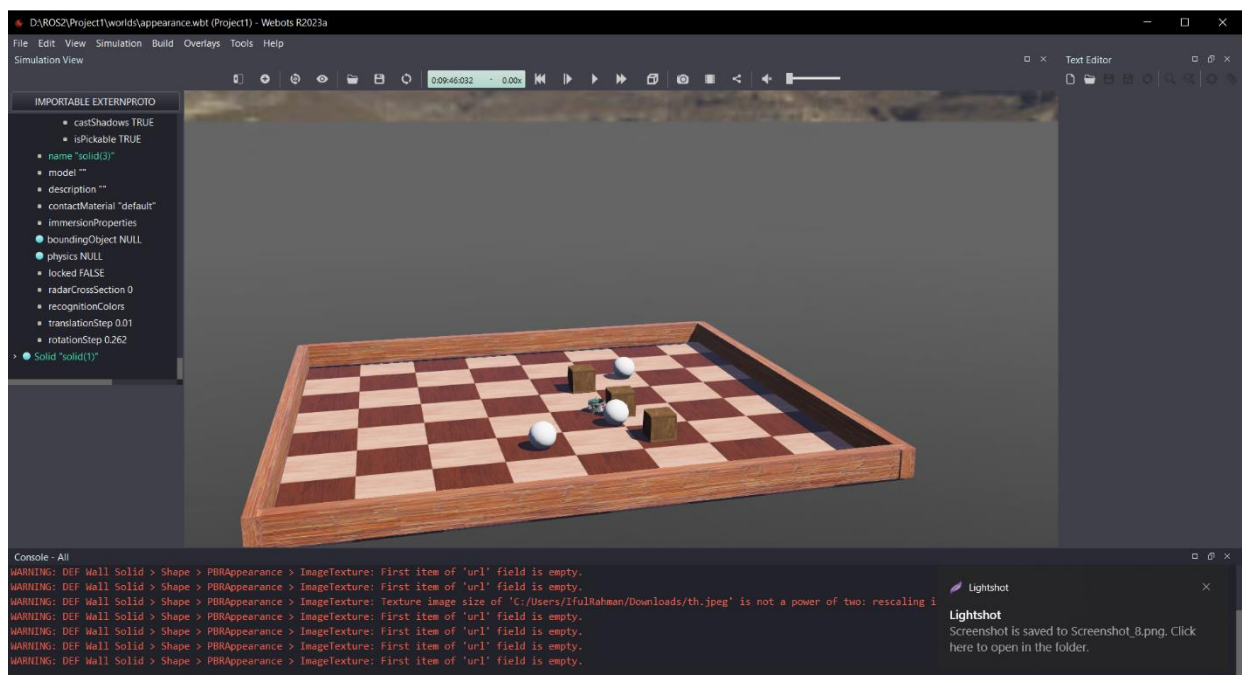 D:\ROS2\Project1\worlds\appearance.wbt (Project1) - Webots R2023a
File Edit View Simulation Build Overlays Tools Help
Simulation View
Text Editor
0:09:46:032 - 0.00x
IMPORTABLE EXTERNPROTO
castShadows TRUE
isPickable TRUE
name "solid(3)"
model ""
description ""
contactMaterial "default"
immersionProperties
boundingObject NULL
physics NULL
locked FALSE
radarCrossSection 0
recognitionColors
translationStep 0.01
rotationStep 0.262
Solid "solid(1)"
Console - All
WARNING: DEF Wall Solid > Shape > PBRAppearance > ImageTexture: First item of 'url' field is empty.
WARNING: DEF Wall Solid > Shape > PBRAppearance > ImageTexture: First item of 'url' field is empty.
WARNING: DEF Wall Solid > Shape > PBRAppearance > ImageTexture: Texture image size of 'C:/Users/IfulRahman/Downloads/th.jpeg' is not a power of two: rescaling i
WARNING: DEF Wall Solid > Shape > PBRAppearance > ImageTexture: First item of 'url' field is empty.
WARNING: DEF Wall Solid > Shape > PBRAppearance > ImageTexture: First item of 'url' field is empty.
WARNING: DEF Wall Solid > Shape > PBRAppearance > ImageTexture: First item of 'url' field is empty.
WARNING: DEF Wall Solid > Shape > PBRAppearance > ImageTexture: First item of 'url' field is empty.
Lightshot
Lightshot
Screenshot is saved to Screenshot_8.png. Click
here to open in the folder.